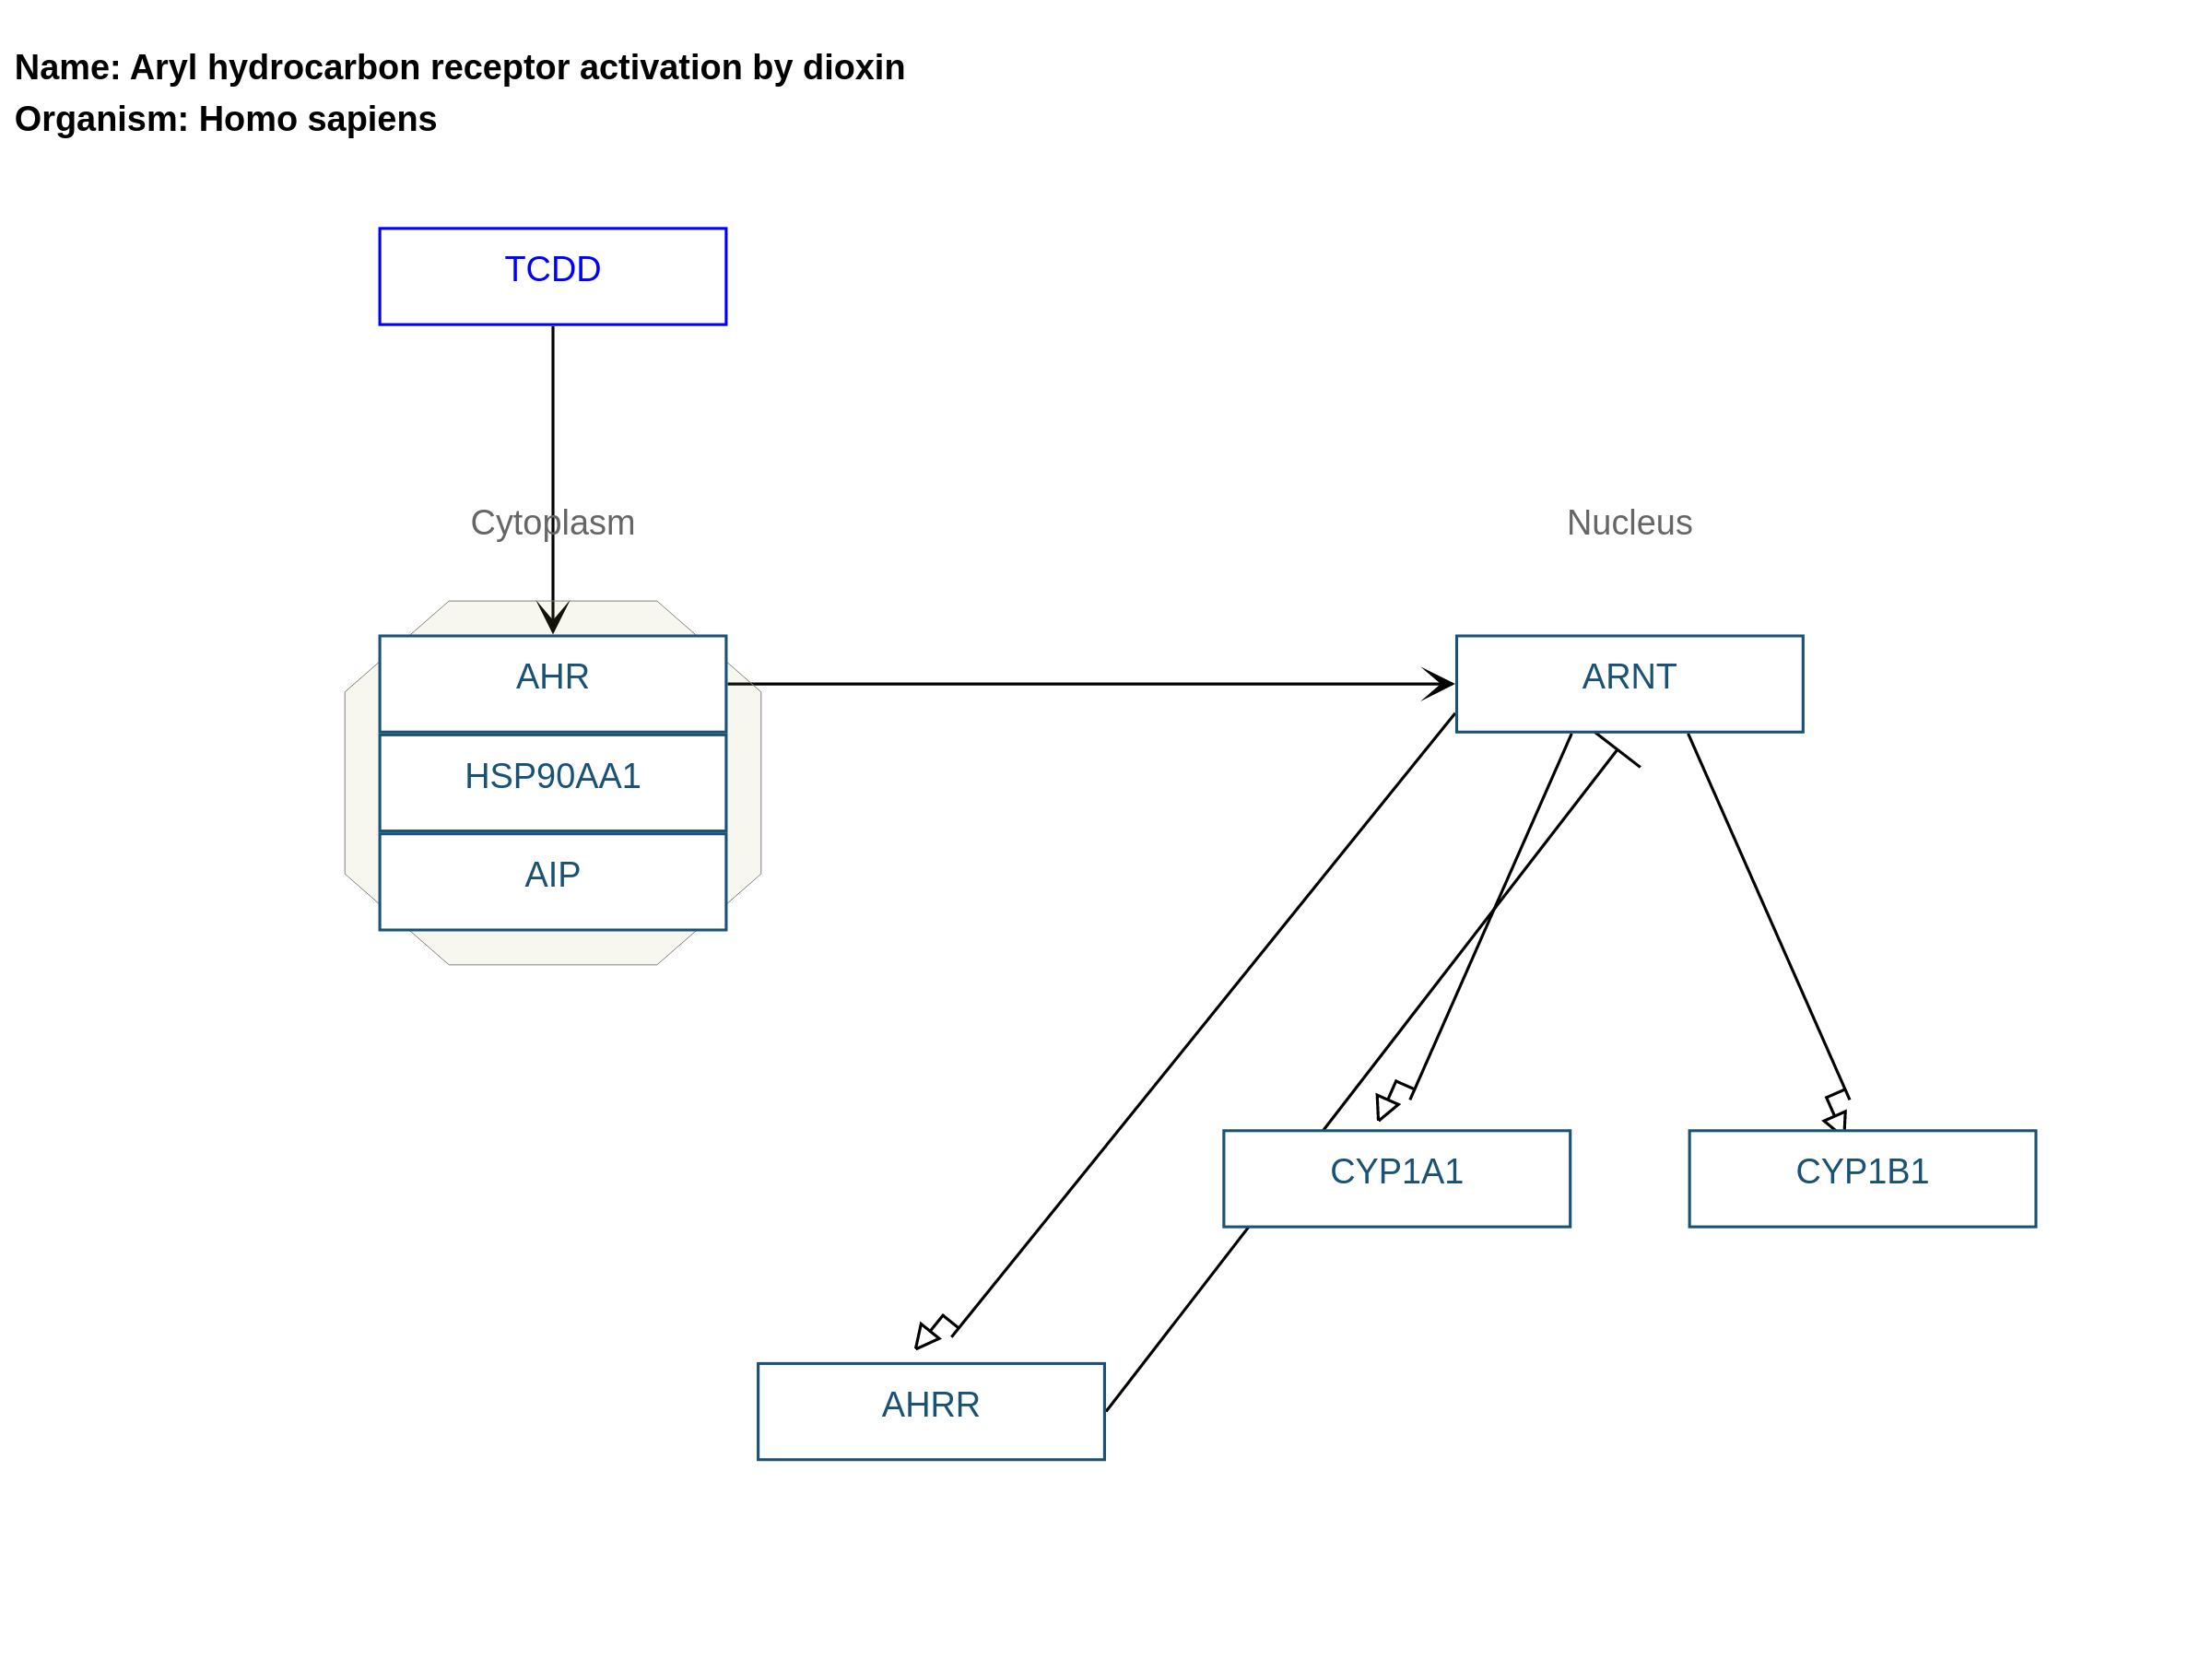 Name: Aryl hydrocarbon receptor activation by dioxin
Organism: Homo sapiens
TCDD
Cytoplasm
Nucleus
AHR
ARNT
HSP90AA1
AIP
CYP1A1
CYP1B1
AHRR